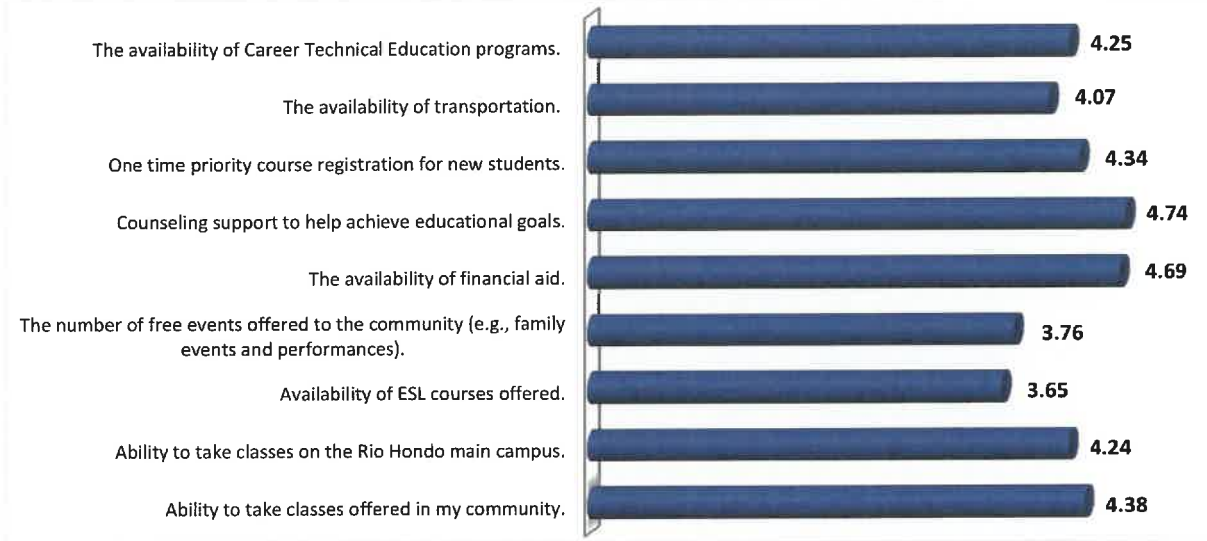 The availability of Career Technical Education programs. 4.25
The availability of transportation. 4.07
One time priority course registration for new students. 4.34
Counseling support to help achieve educational goals. 4.74
The availability of financial aid. 4.69
The number of free events offered to the community (e.g., family
events and performances). 3.76
Availability of ESL courses offered. 3.65
Ability to take classes on the Rio Hondo main campus. 4.24
Ability to take classes offered in my community. 4.38